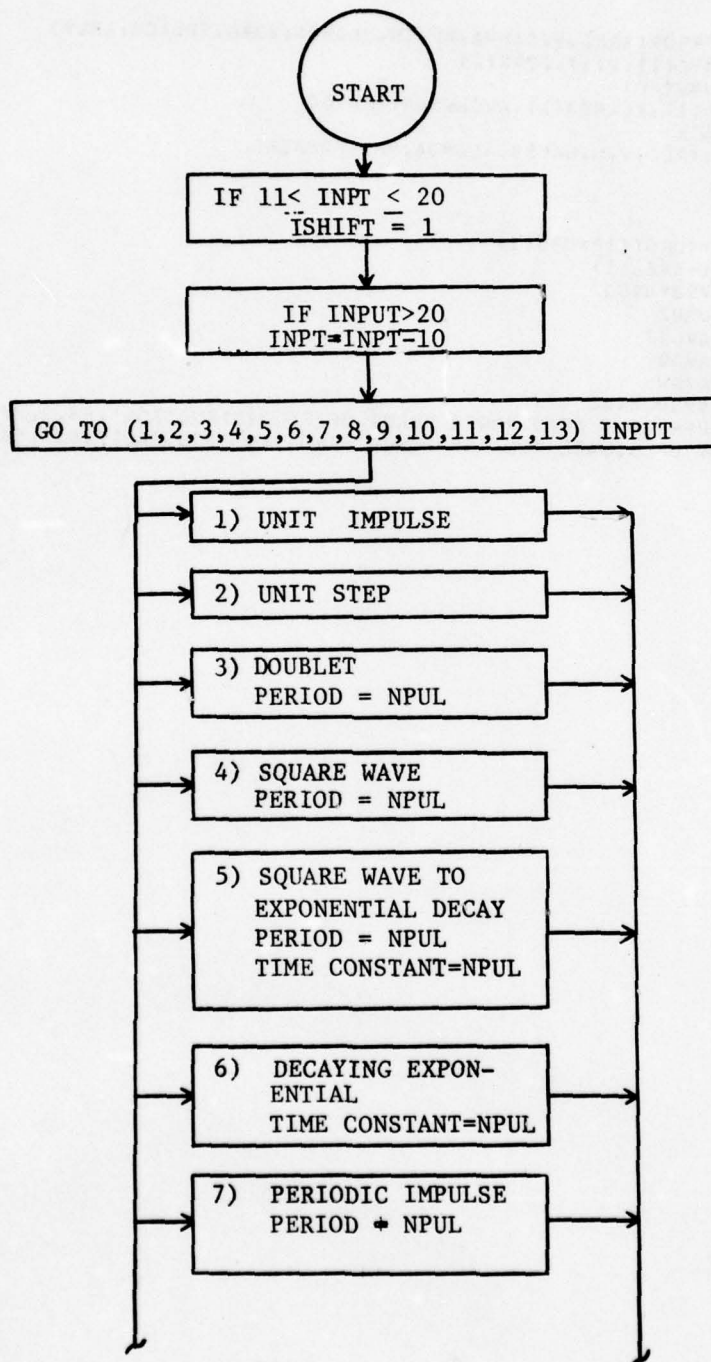 START
IF 11< INPT < 20
ISHIFT = 1
IF INPUT>20
INPT=INPT-10
GO TO (1,2,3,4,5,6,7,8,9,10,11,12,13) INPUT
1) UNIT IMPULSE
2) UNIT STEP
3) DOUBLET
PERIOD = NPUL
4) SQUARE WAVE
PERIOD = NPUL
5) SQUARE WAVE TO
EXPONENTIAL DECAY
PERIOD = NPUL
TIME CONSTANT=NPUL
6) DECAYING EXPON-
ENTIAL
TIME CONSTANT=NPUL
7) PERIODIC IMPULSE
PERIOD = NPUL